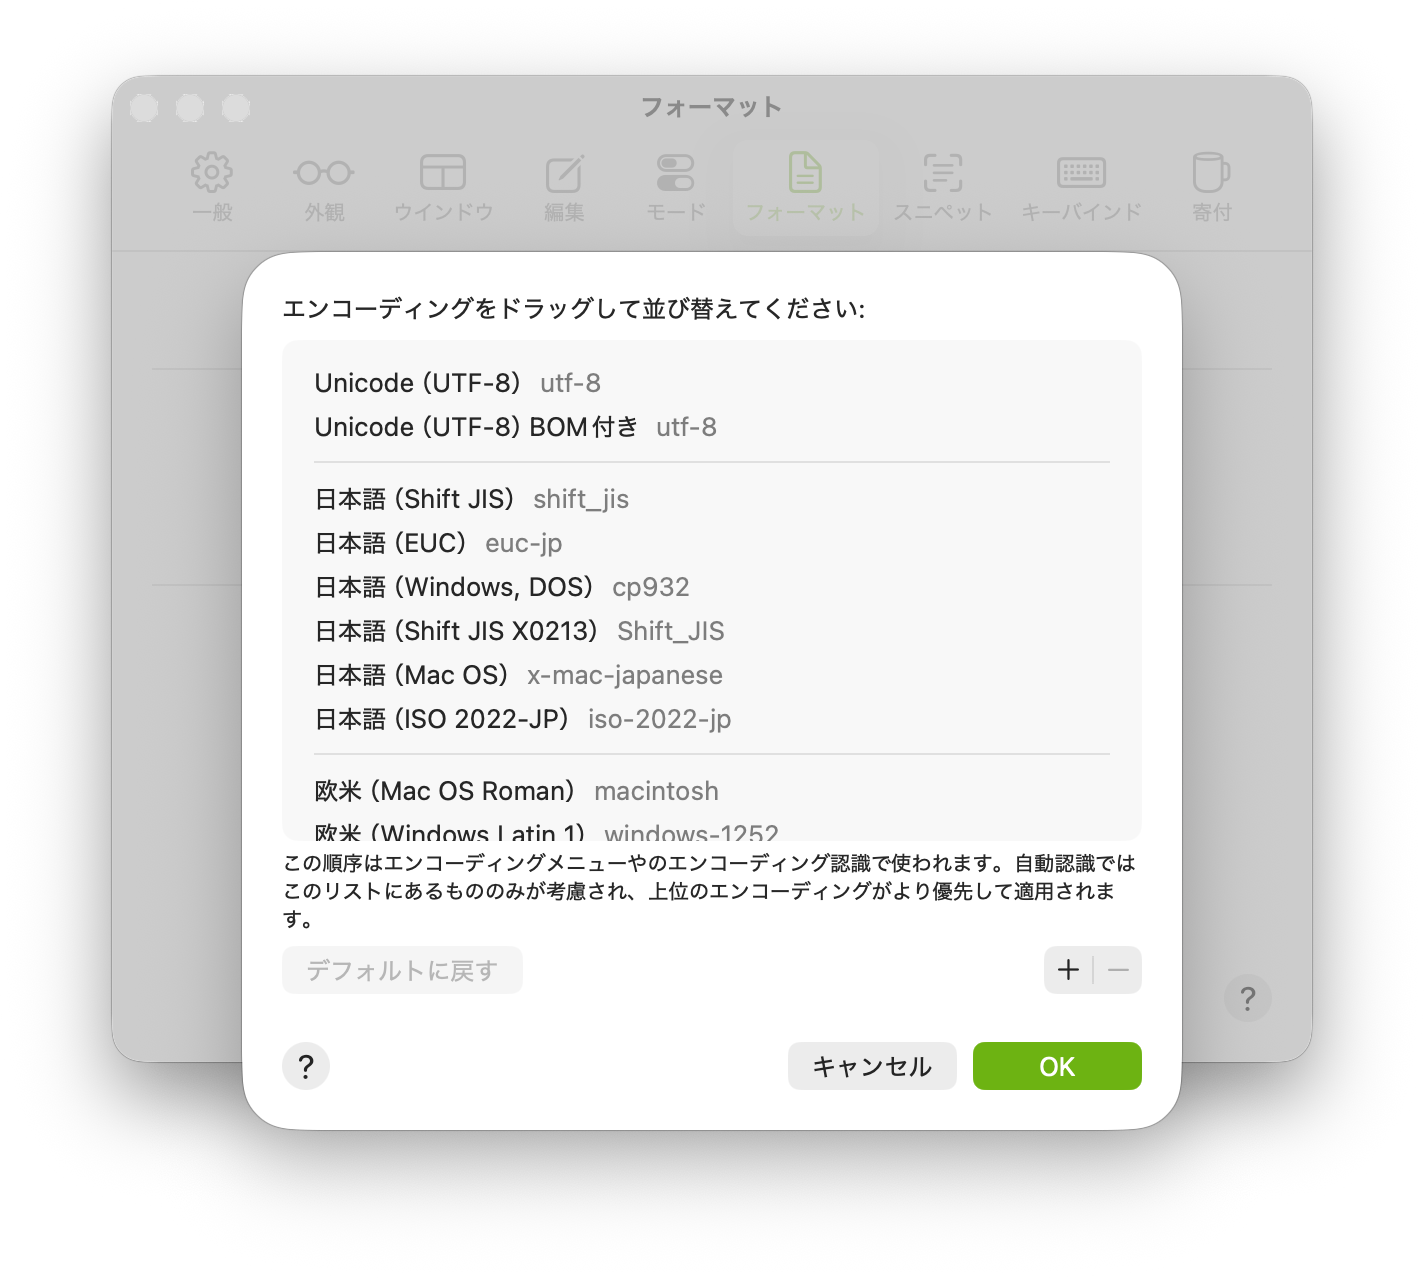 フォーマット
一般 外観 ウインドウ 編集 モード フォーマット スニペット キーバインド 寄付
エンコーディングをドラッグして並び替えてください:
Unicode (UTF-8) utf-8
Unicode (UTF-8) BOM付き utf-8
日本語 (Shift JIS) shift_jis
日本語 (EUC) euc-jp
日本語 (Windows, DOS) cp932
日本語 (Shift JIS X0213) Shift_JIS
日本語 (Mac OS) x-mac-japanese
日本語 (ISO 2022-JP) iso-2022-jp
欧米 (Mac OS Roman) macintosh
欧米 (Windows Latin 1) windows-1252
この順序はエンコーディングメニューやのエンコーディング認識で使われます。自動認識では
このリストにあるもののみが考慮され、上位のエンコーディングがより優先して適用されま
す。
デフォルトに戻す
?
?
キャンセル OK